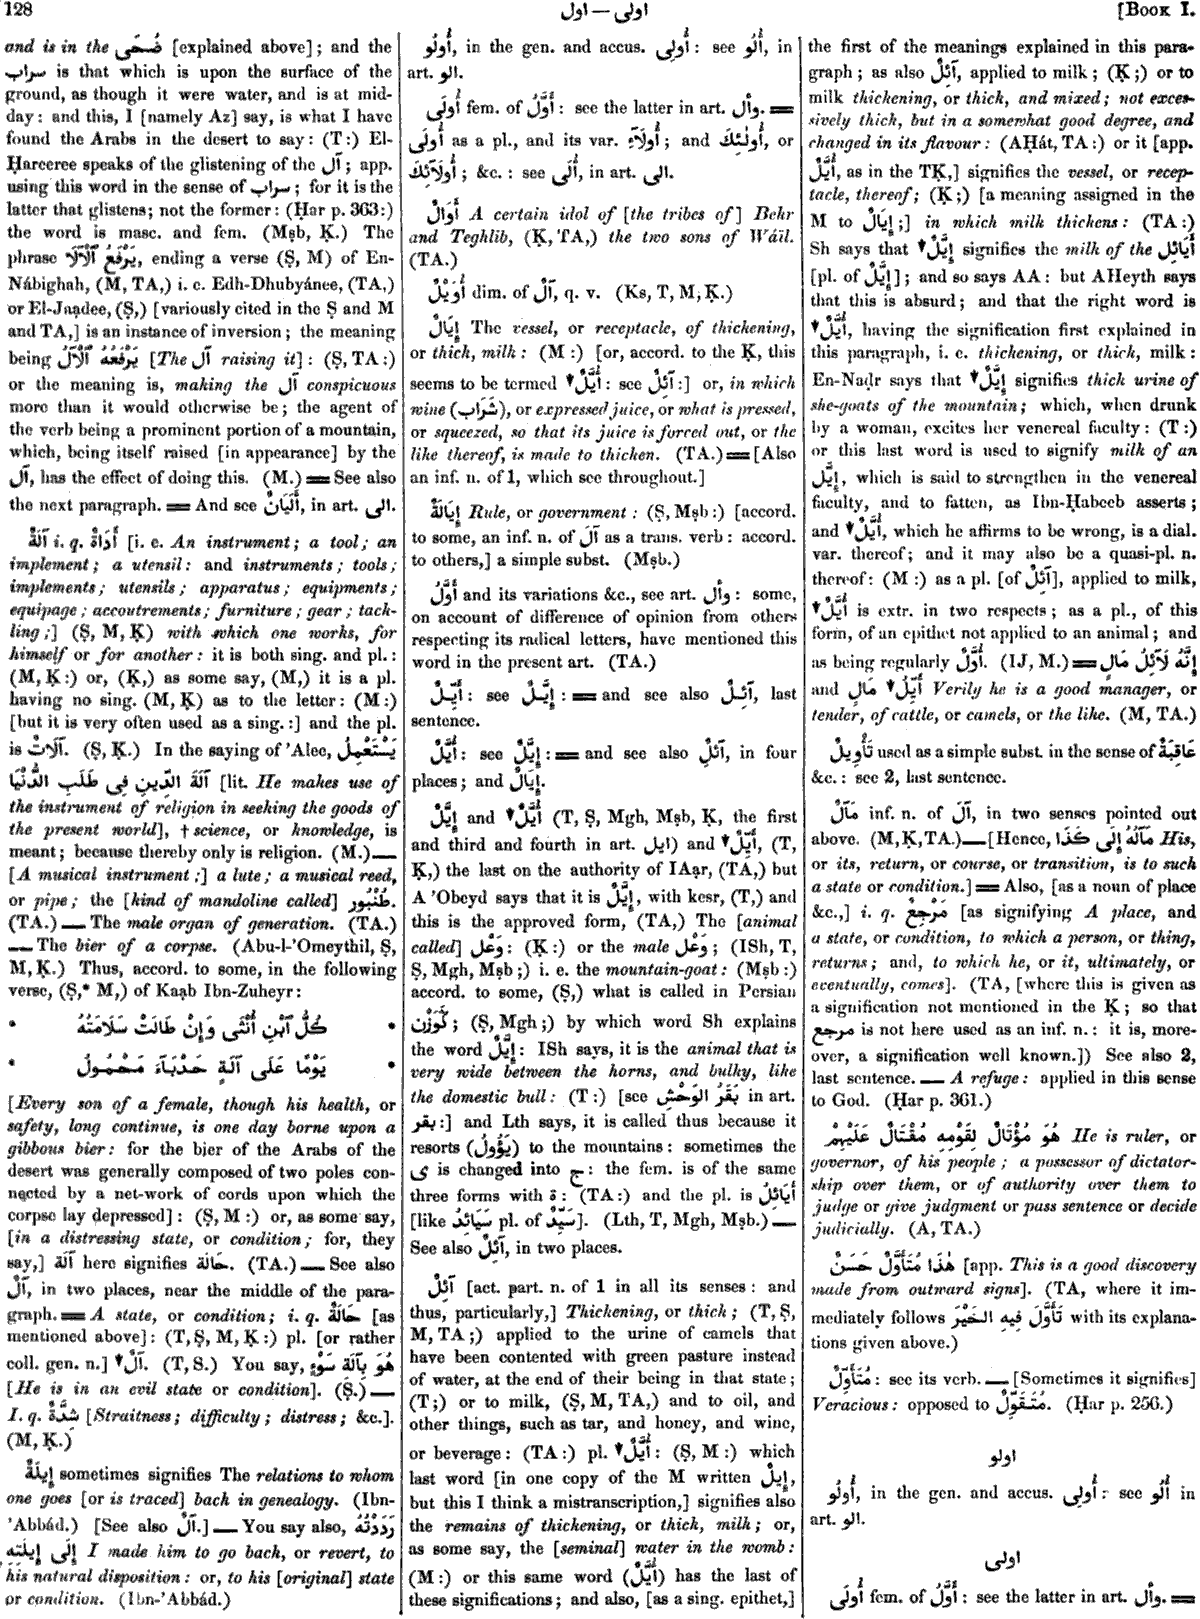 128
اول — اولى
[BOOK I.
and is in the ضُحَى [explained above]; and the
سراب is that which is upon the surface of the
ground, as though it were water, and is at mid-
day: and this, I [namely Az] say, is what I have
found the Arabs in the desert to say: (T:) El-
Ḥareeree speaks of the glistening of the آل; app.
using this word in the sense of سراب; for it is the
latter that glistens; not the former: (Ḥar p. 363:)
the word is masc. and fem. (Mṣb, Ḳ.) The
phrase يَرْفَعُ ٱلْآلَا, ending a verse (Ṣ, M) of En-
Nábighah, (M, TA,) i. e. Edh-Dhubyánee, (TA,)
or El-Jaạdee, (Ṣ,) [variously cited in the Ṣ and M
and TA,] is an instance of inversion; the meaning
being يَرْفَعُهُ ٱلْآلُ [The آل raising it]: (Ṣ, TA:)
or the meaning is, making the آل conspicuous
more than it would otherwise be; the agent of
the verb being a prominent portion of a mountain,
which, being itself raised [in appearance] by the
آل, has the effect of doing this. (M.) ═ See also
the next paragraph. ═ And see أَلَيَانٌ, in art. الى.
آلَةٌ i. q. أَدَاةٌ [i. e. An instrument; a tool; an
implement; a utensil: and instruments; tools;
implements; utensils; apparatus; equipments;
equipage; accoutrements; furniture; gear; tack-
ling;] (Ṣ, M, Ḳ) with which one works, for
himself or for another: it is both sing. and pl.:
(M, Ḳ:) or, (Ḳ,) as some say, (M,) it is a pl.
having no sing. (M, Ḳ) as to the letter: (M:)
[but it is very often used as a sing.:] and the pl.
is آلَاتٌ. (Ṣ, Ḳ.) In the saying of 'Alee, يَسْتَعْمِلُ
آلَةَ الدِّينِ فِى طَلَبِ الدُّنْيَا [lit. He makes use of
the instrument of religion in seeking the goods of
the present world], † science, or knowledge, is
meant; because thereby only is religion. (M.) —
[A musical instrument;] a lute; a musical reed,
or pipe; the [kind of mandoline called] طُنْبُور.
(TA.) — The male organ of generation. (TA.)
— The bier of a corpse. (Abu-l-'Omeythil, Ṣ,
M, Ḳ.) Thus, accord. to some, in the following
verse, (Ṣ,* M,) of Kaạb Ibn-Zuheyr:
* كُلُّ ٱبْنِ أُنْثَى وَإِنْ طَالَتْ سَلَامَتُهُ *
* يَوْمًا عَلَى آلَةٍ حَدْبَآءَ مَحْمُولُ *
[Every son of a female, though his health, or
safety, long continue, is one day borne upon a
gibbous bier: for the bier of the Arabs of the
desert was generally composed of two poles con-
nected by a net-work of cords upon which the
corpse lay depressed]: (Ṣ, M:) or, as some say,
[in a distressing state, or condition; for, they
say,] آلَة here signifies حَالَة. (TA.) — See also
آلٌ, in two places, near the middle of the para-
graph. ═ A state, or condition; i. q. حَالَةٌ [as
mentioned above]: (T, Ṣ, M, Ḳ:) pl. [or rather
coll. gen. n.] ▾آلٌ. (T, S.) You say, هُوَ بِآلَةِ سَوْءٍ
[He is in an evil state or condition]. (Ṣ.) —
I. q. شِدَّةٌ [Straitness; difficulty; distress; &c.].
(M, Ḳ.)
إِيلَةٌ sometimes signifies The relations to whom
one goes [or is traced] back in genealogy. (Ibn-
'Abbád.) [See also آلٌ.] — You say also, رَدَدْتُهُ
إِلَى إِيلَتِهِ I made him to go back, or revert, to
his natural disposition: or, to his [original] state
or condition. (Ibn-'Abbád.)
أُولُو, in the gen. and accus. أُولِى: see أُلُو, in
art. الو.
أُولَى fem. of أَوَّلُ: see the latter in art. وأل. ═
أُولَى as a pl., and its var. أُولَآءِ; and أُولٰئِكَ, or
أُولَآئِكَ; &c.: see أُلَى, in art. الى.
أَوَالٌ A certain idol of [the tribes of] Behr
and Teghlib, (Ḳ, TA,) the two sons of Wáïl.
(TA.)
أُوَيْلٌ dim. of آلٌ, q. v. (Ks, T, M, Ḳ.)
إِيَالٌ The vessel, or receptacle, of thickening,
or thick, milk: (M:) [or, accord. to the Ḳ, this
seems to be termed ▾أُيَّلٌ: see آئِلٌ:] or, in which
wine (شَرَاب), or expressed juice, or what is pressed,
or squeezed, so that its juice is forced out, or the
like thereof, is made to thicken. (TA.) ═ [Also
an inf. n. of 1, which see throughout.]
إِيَالَةٌ Rule, or government: (Ṣ, Mṣb:) [accord.
to some, an inf. n. of آلَ as a trans. verb: accord.
to others,] a simple subst. (Mṣb.)
أَوَّلُ and its variations &c., see art. وأل: some,
on account of difference of opinion from others
respecting its radical letters, have mentioned this
word in the present art. (TA.)
أَيِّلٌ: see إِيَّلٌ: ═ and see also آئِلٌ, last
sentence.
أُيَّلٌ: see إِيَّلٌ: ═ and see also آئِلٌ, in four
places; and إِيَالٌ.
إِيَّلٌ and ▾أُيَّلٌ (T, Ṣ, Mgh, Mṣb, Ḳ, the first
and third and fourth in art. ايل) and ▾أَيِّلٌ, (T,
Ḳ,) the last on the authority of IAạr, (TA,) but
A 'Obeyd says that it is إِيَّلٌ, with kesr, (T,) and
this is the approved form, (TA,) The [animal
called] وَعْل: (Ḳ:) or the male وَعْل; (ISh, T,
Ṣ, Mgh, Mṣb;) i. e. the mountain-goat: (Mṣb:)
accord. to some, (Ṣ,) what is called in Persian
گَوَزْن; (Ṣ, Mgh;) by which word Sh explains
the word إِيَّلٌ: ISh says, it is the animal that is
very wide between the horns, and bulky, like
the domestic bull: (T:) [see بَقَرُ الوَحْشِ in art.
بقر:] and Lth says, it is called thus because it
resorts (يَؤُولُ) to the mountains: sometimes the
ى is changed into ج: the fem. is of the same
three forms with ة: (TA:) and the pl. is أَيَائِلُ
[like سَيَائِدُ pl. of سَيِّدٌ]. (Lth, T, Mgh, Mṣb.) —
See also آئِلٌ, in two places.
آئِلٌ [act. part. n. of 1 in all its senses: and
thus, particularly,] Thickening, or thick; (T, Ṣ,
M, TA;) applied to the urine of camels that
have been contented with green pasture instead
of water, at the end of their being in that state;
(T;) or to milk, (Ṣ, M, TA,) and to oil, and
other things, such as tar, and honey, and wine,
or beverage: (TA:) pl. ▾أُيَّلٌ: (Ṣ, M:) which
last word [in one copy of the M written إِيلٌ,
but this I think a mistranscription,] signifies also
the remains of thickening, or thick, milk; or,
as some say, the [seminal] water in the womb:
(M:) or this same word (أُيَّلٌ) has the last of
these significations; and also, [as a sing. epithet,]
the first of the meanings explained in this para-
graph; as also آئِلٌ, applied to milk; (Ḳ;) or to
milk thickening, or thick, and mixed; not exces-
sively thick, but in a somewhat good degree, and
changed in its flavour: (AḤát, TA:) or it [app.
أُيَّلٌ, as in the TḲ,] signifies the vessel, or recep-
tacle, thereof; (Ḳ;) [a meaning assigned in the
M to إِيَالٌ;] in which milk thickens: (TA:)
Sh says that ▾إِيَّلٌ signifies the milk of the أَيَائِل
[pl. of إِيَّلٌ]; and so says AA: but AHeyth says
that this is absurd; and that the right word is
▾أُيَّلٌ, having the signification first explained in
this paragraph, i. e. thickening, or thick, milk:
En-Naḍr says that ▾إِيَّلٌ signifies thick urine of
she-goats of the mountain; which, when drunk
by a woman, excites her venereal faculty: (T:)
or this last word is used to signify milk of an
إِيَّل, which is said to strengthen in the venereal
faculty, and to fatten, as Ibn-Ḥabeeb asserts;
and ▾أُيَّلٌ, which he affirms to be wrong, is a dial.
var. thereof; and it may also be a quasi-pl. n.
thereof: (M:) as a pl. [of آئِلٌ], applied to milk,
▾أُيَّلٌ is extr. in two respects; as a pl., of this
form, of an epithet not applied to an animal; and
as being regularly أُوَّلٌ. (IJ, M.) ═ إِنَّهُ لَآئِلُ مَالٍ
and ▾أَيِّلُ مَالٍ Verily he is a good manager, or
tender, of cattle, or camels, or the like. (M, TA.)
تَأْوِيلٌ used as a simple subst. in the sense of عَاقِبَةٌ
&c.: see 2, last sentence.
مَآلٌ inf. n. of آلَ, in two senses pointed out
above. (M, Ḳ, TA.) — [Hence, مَآلُهُ إِلَى كَذَا His,
or its, return, or course, or transition, is to such
a state or condition.] ═ Also, [as a noun of place
&c.,] i. q. مَرْجِعٌ [as signifying A place, and
a state, or condition, to which a person, or thing,
returns; and, to which he, or it, ultimately, or
eventually, comes]. (TA, [where this is given as
a signification not mentioned in the Ḳ; so that
مرجع is not here used as an inf. n.: it is, more-
over, a signification well known.]) See also 2,
last sentence. — A refuge: applied in this sense
to God. (Ḥar p. 361.)
هُوَ مُؤْتَالٌ لِقَوْمِهِ مُقْتَالٌ عَلَيْهِمْ He is ruler, or
governor, of his people; a possessor of dictator-
ship over them, or of authority over them to
judge or give judgment or pass sentence or decide
judicially. (A, TA.)
هٰذَا مُتَأَوَّلٌ حَسَنٌ [app. This is a good discovery
made from outward signs]. (TA, where it im-
mediately follows تَأَوَّلَ فِيهِ الخَيْرَ with its explana-
tions given above.)
مُتَأَوِّلٌ: see its verb. — [Sometimes it signifies]
Veracious: opposed to مُتَقَوِّلٌ. (Ḥar p. 256.)
اولو
أُولُو, in the gen. and accus. أُولِى: see أُلُو in
art. الو.
اولى
أُولَى fem. of أَوَّلُ: see the latter in art. وأل. ═